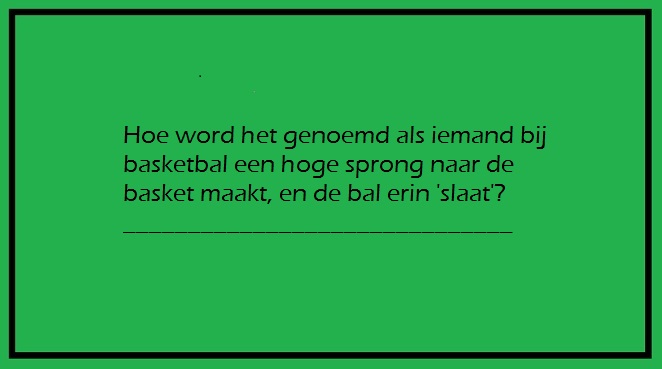 Hoe word het genoemd als iemand bij
basketbal een hoge sprong naar de
basket maakt, en de bal erin 'slaat'?
______________________________